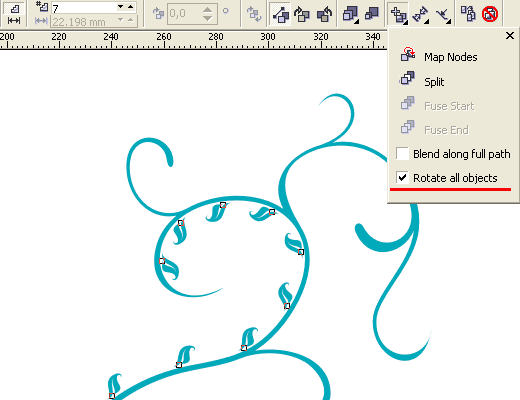 7
22.198 mm
0,0
°
200 220 240 260 280 300 320 340
Map Nodes
Split
Fuse Start
Fuse End
Blend along full path
Rotate all objects